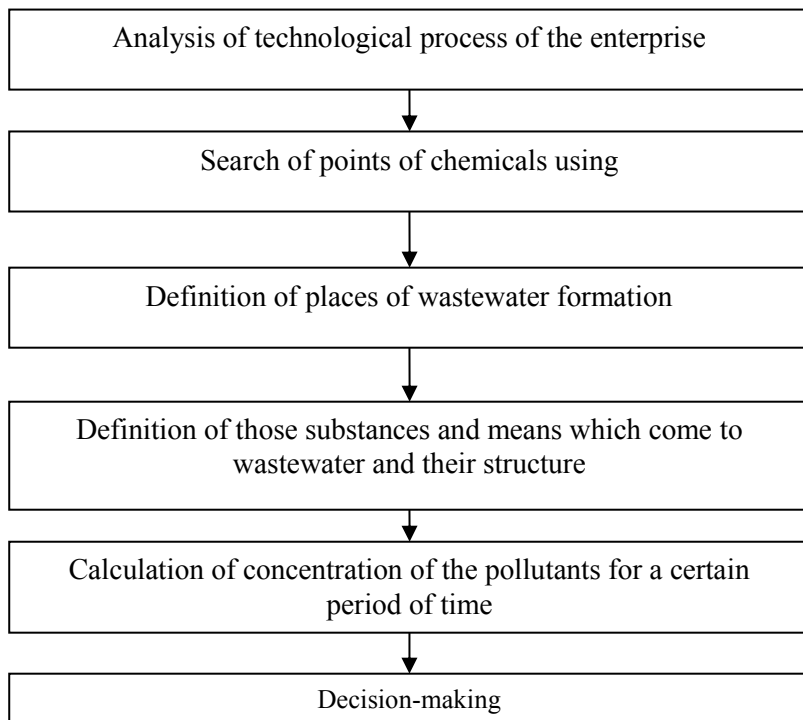 Analysis of technological process of the enterprise
Search of points of chemicals using
Definition of places of wastewater formation
Definition of those substances and means which come to
wastewater and their structure
Calculation of concentration of the pollutants for a certain
period of time
Decision-making